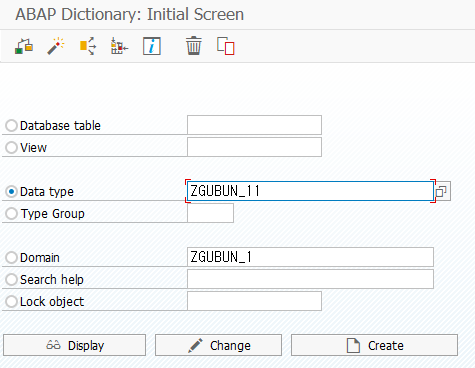 ABAP Dictionary: Initial Screen
Database table
View
Data type ZGUBUN_11
Type Group
Domain ZGUBUN_1
Search help
Lock object
Display Change Create